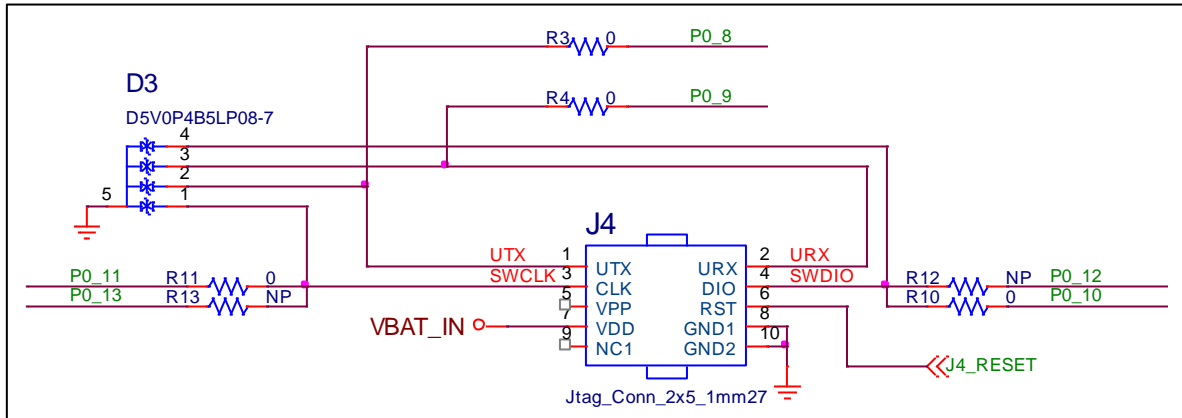 R3 0 P0_8
D3
R4 0 P0_9
D5V0P4B5LP08-7
4
3
2
5 1
J4
UTX 1 UTX URX 2 URX
P0_11 R11 0 SWCLK 3 CLK DIO 4 SWDIO R12 NP P0_12
P0_13 R13 NP 5 VPP RST 6 R10 0 P0_10
VBAT_IN 7 VDD GND1 8
9 NC1 GND2 10
J4_RESET
Jtag_Conn_2x5_1mm27